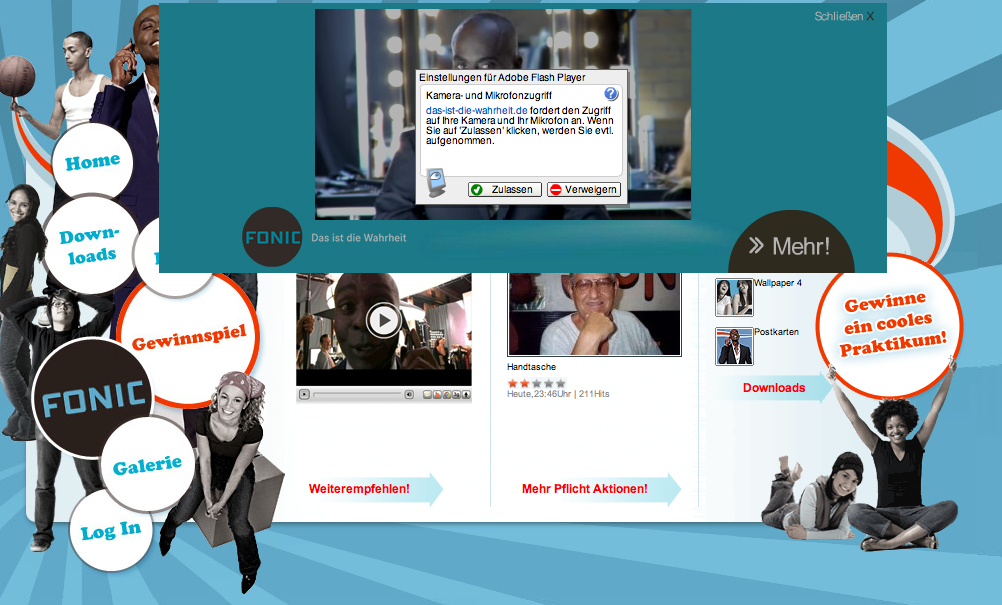 Schließen X
Einstellungen für Adobe Flash Player
Kamera- und Mikrofonzugriff
?
das-ist-die-wahrheit.de fordert den Zugriff
auf Ihre Kamera und Ihr Mikrofon an. Wenn
Sie auf 'Zulassen' klicken, werden Sie evtl.
aufgenommen.
Zulassen
Verweigern
FONIC
Das ist die Wahrheit
Mehr!
Home
Down-
loads
Gewinnspiel
FONIC
Galerie
Log In
Weiterempfehlen!
Handtasche
Heute,23:46Uhr | 211Hits
Mehr Pflicht Aktionen!
Wallpaper 4
Postkarten
Downloads
Gewinne
ein cooles
Praktikum!